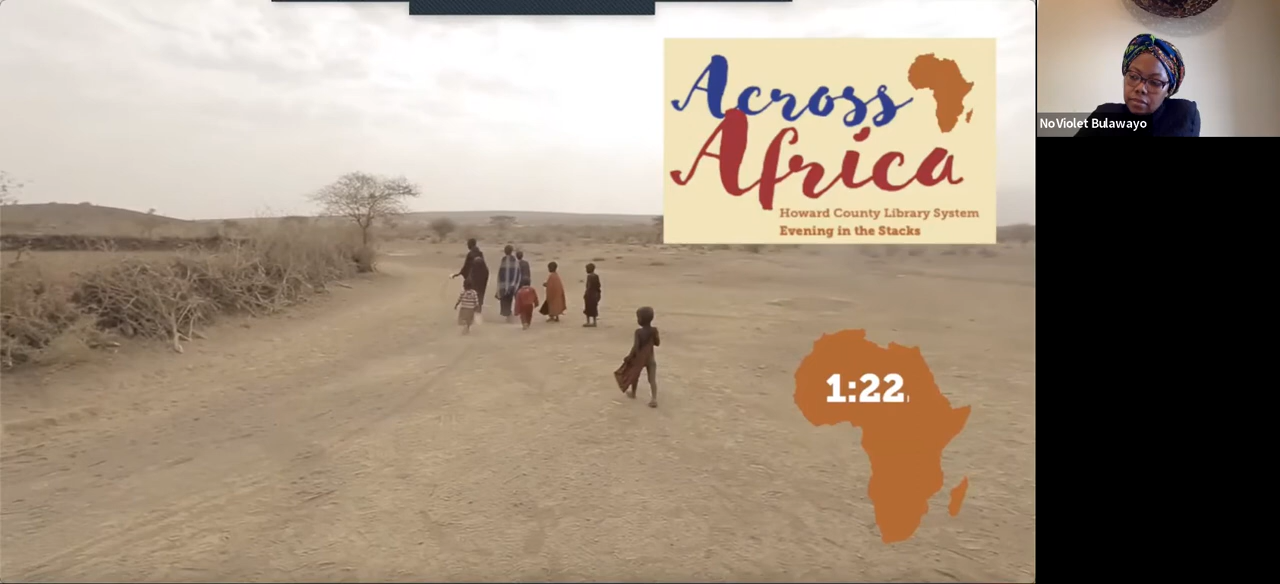 Across
Africa
Howard County Library System
Evening in the Stacks
1:22
NoViolet Bulawayo